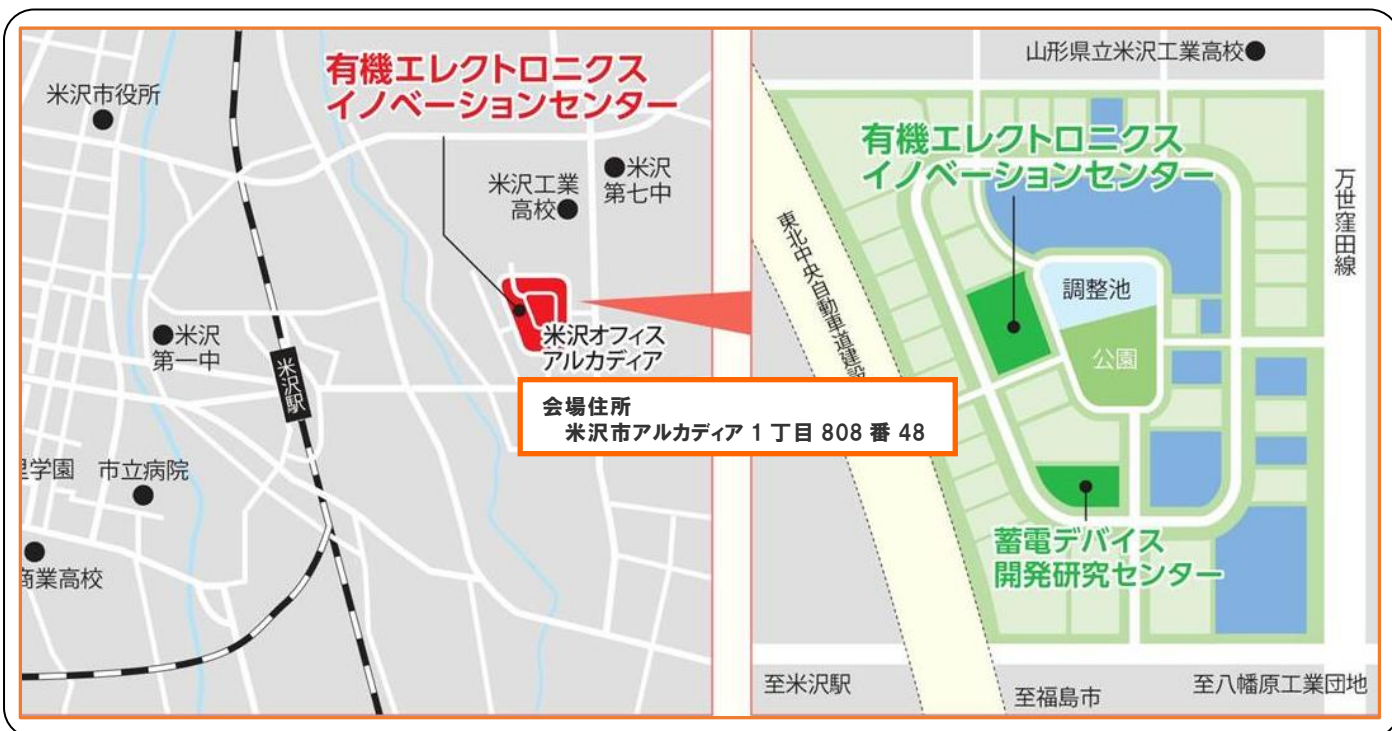 有機エレクトロニクス
イノベーションセンター
米沢市役所
米沢工業
高校
米沢
第七中
米沢オフィス
アルカディア
米沢
第一中
米沢駅
学園
市立病院
商業高校
会場住所
米沢市アルカディア 1 丁目 808 番 48
山形県立米沢工業高校
有機エレクトロニクス
イノベーションセンター
万世窪田線
東北中央自動車道建設
調整池
公園
蓄電デバイス
開発研究センター
至米沢駅
至福島市
至八幡原工業団地